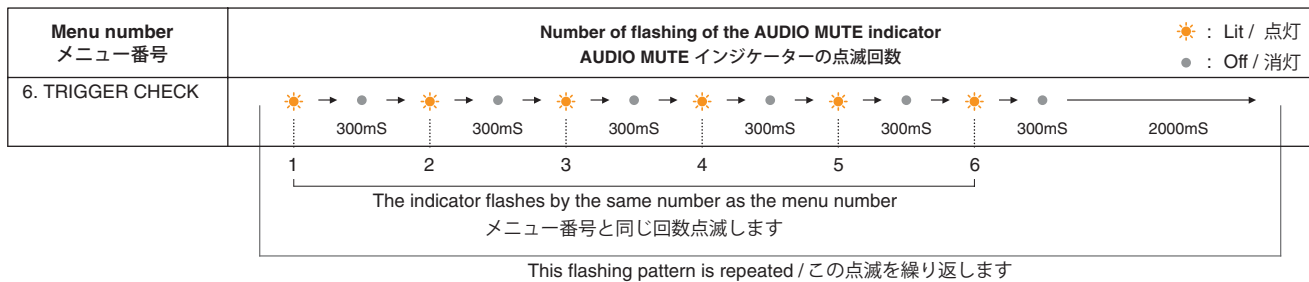 Menu number
メニュー番号
Number of flashing of the AUDIO MUTE indicator
AUDIO MUTE インジケーターの点滅回数
: Lit / 点灯
: Off / 消灯
6. TRIGGER CHECK
300mS 300mS 300mS 300mS 300mS 300mS 2000mS
1 2 3 4 5 6
The indicator flashes by the same number as the menu number
メニュー番号と同じ回数点滅します
This flashing pattern is repeated / この点滅を繰り返します